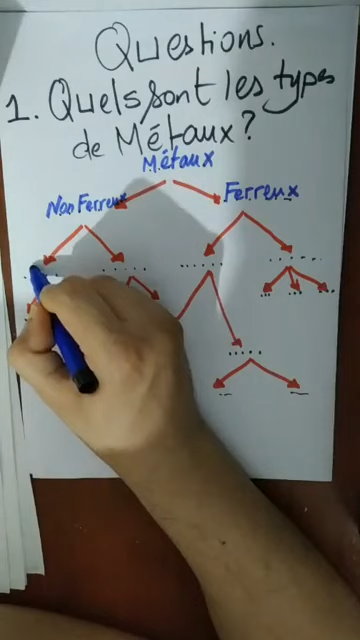 Questions.
1. Quels sont les types
de Métaux?
Métaux
Non Ferreux
Ferreux